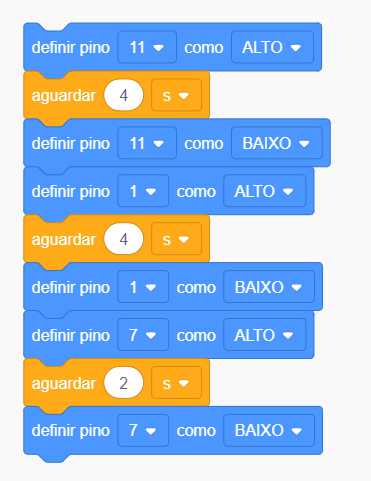 definir pino 11 como ALTO
aguardar 4 s
definir pino 11 como BAIXO
definir pino 1 como ALTO
aguardar 4 s
definir pino 1 como BAIXO
definir pino 7 como ALTO
aguardar 2 s
definir pino 7 como BAIXO